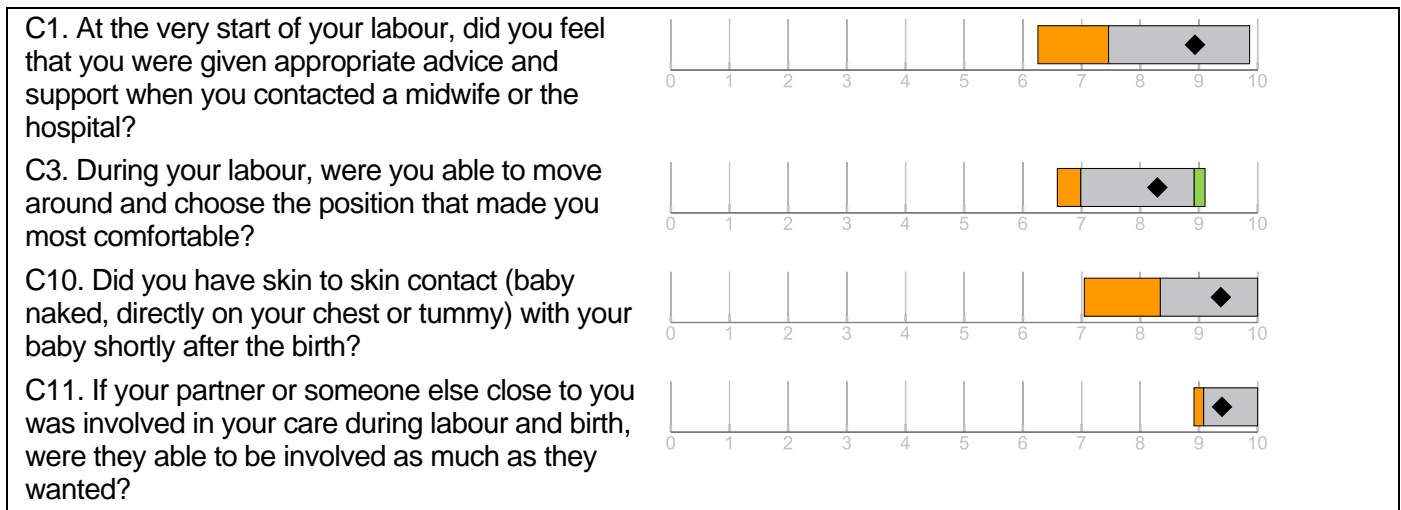 C1. At the very start of your labour, did you feel
that you were given appropriate advice and
support when you contacted a midwife or the
hospital?
0 1 2 3 4 5 6 7 8 9 10
C3. During your labour, were you able to move
around and choose the position that made you
most comfortable?
0 1 2 3 4 5 6 7 8 9 10
C10. Did you have skin to skin contact (baby
naked, directly on your chest or tummy) with your
baby shortly after the birth?
0 1 2 3 4 5 6 7 8 9 10
C11. If your partner or someone else close to you
was involved in your care during labour and birth,
were they able to be involved as much as they
wanted?
0 1 2 3 4 5 6 7 8 9 10